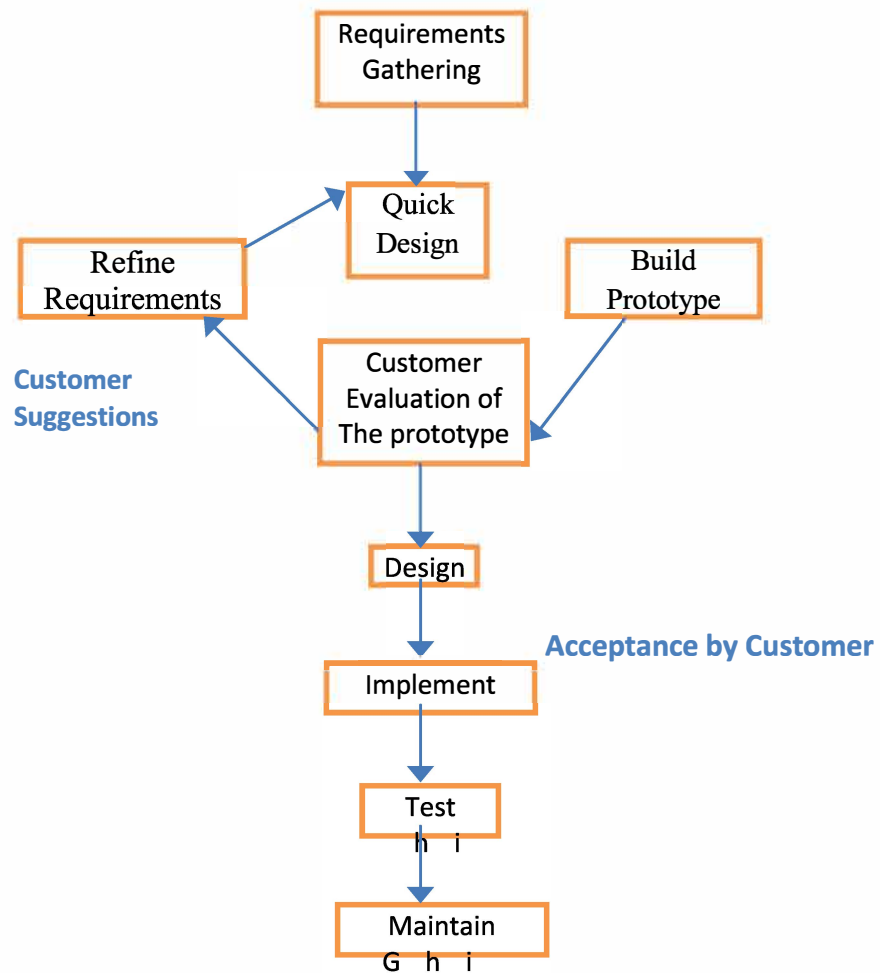 Requirements
Gathering
Quick
Design
Refine
Requirements
Build
Prototype
Customer
Evaluation of
The prototype
Customer
Suggestions
Design
Acceptance by Customer
Implement
Test
h i
Maintain
G h i